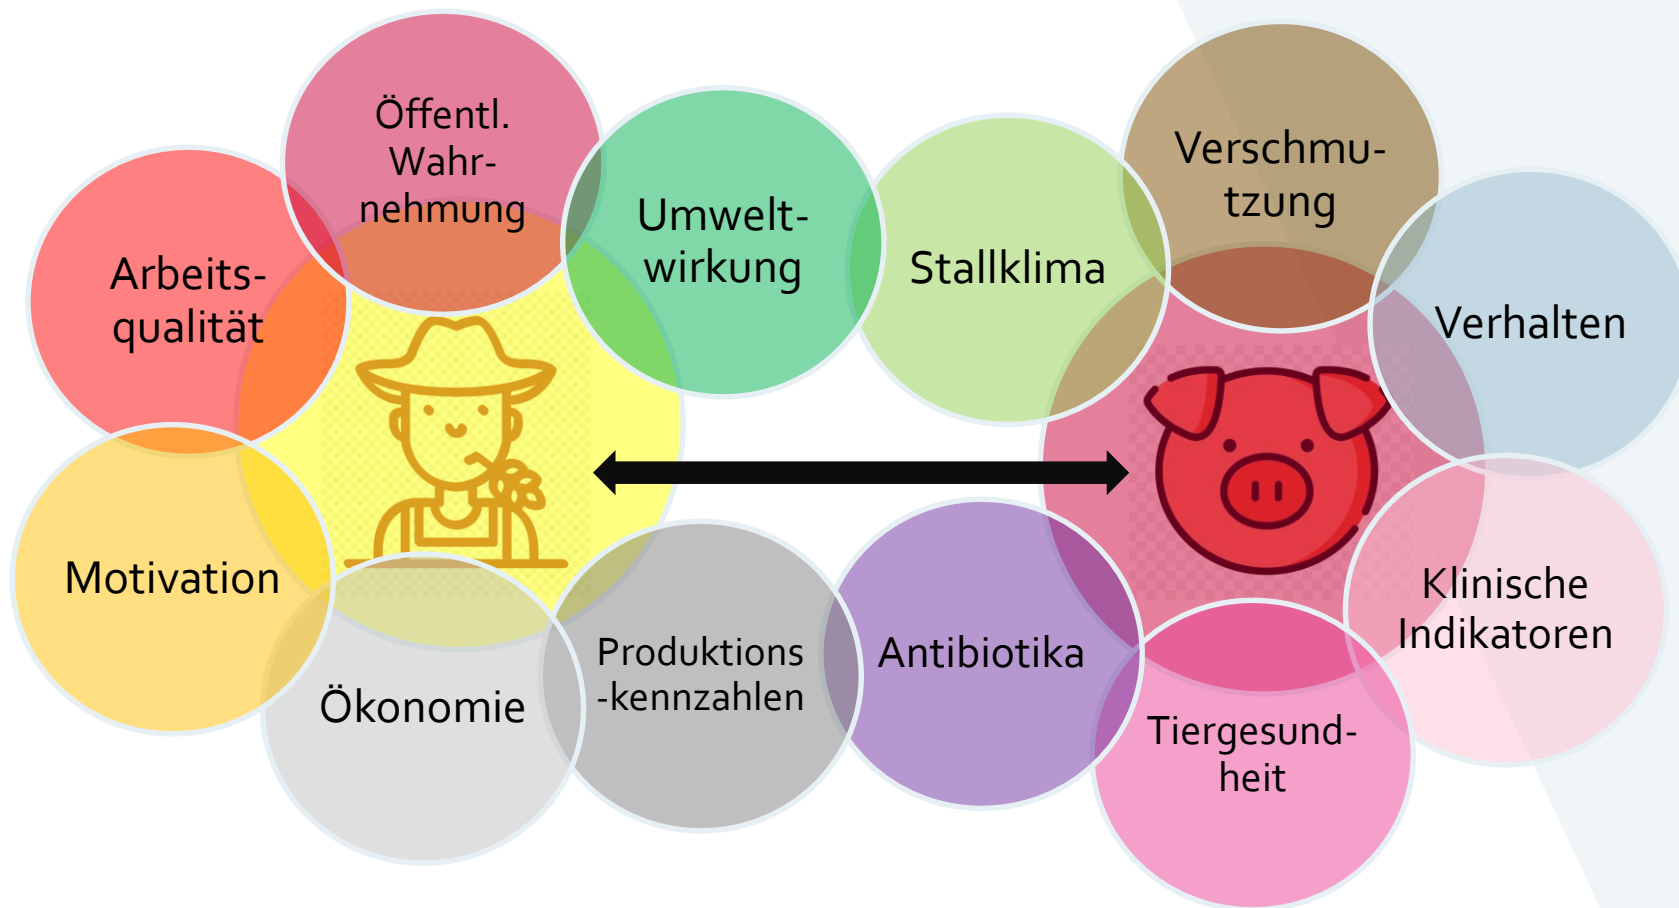 Öffentl.
Wahr-
nehmung
Umwelt-
wirkung
Stallklima
Verschmu-
tzung
Arbeits-
qualität
Verhalten
Motivation
Ökonomie
Produktions
-kennzahlen
Antibiotika
Klinische
Indikatoren
Tiergesund-
heit